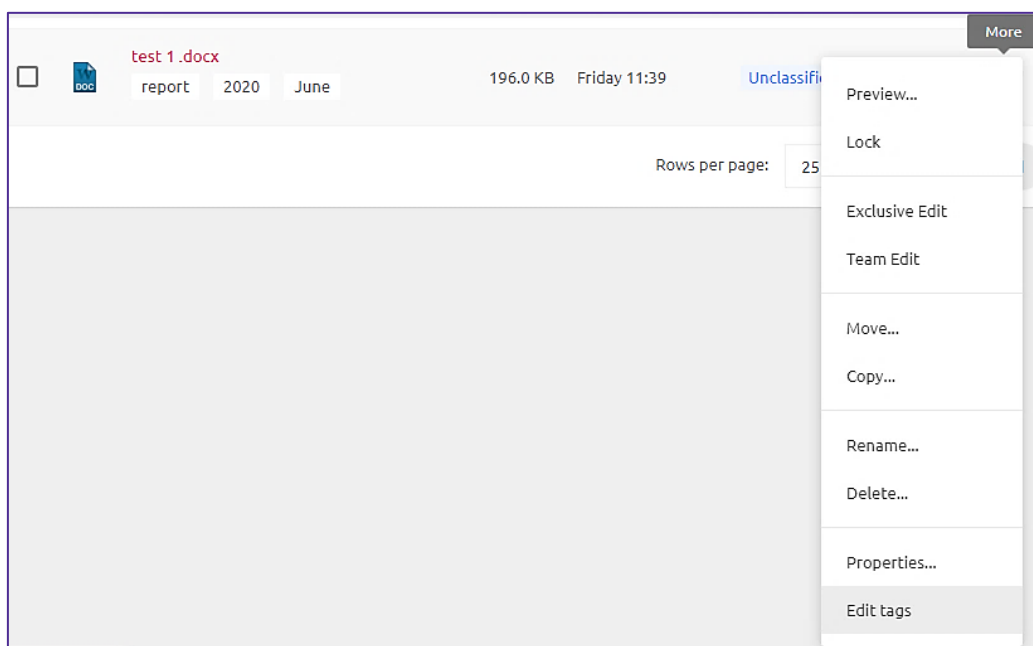 More
test 1 .docx
report 2020 June
196.0 KB Friday 11:39
DOC
Preview...
Lock
Rows per page: 25
Exclusive Edit
Team Edit
Move...
Copy...
Rename...
Delete...
Properties...
Edit tags